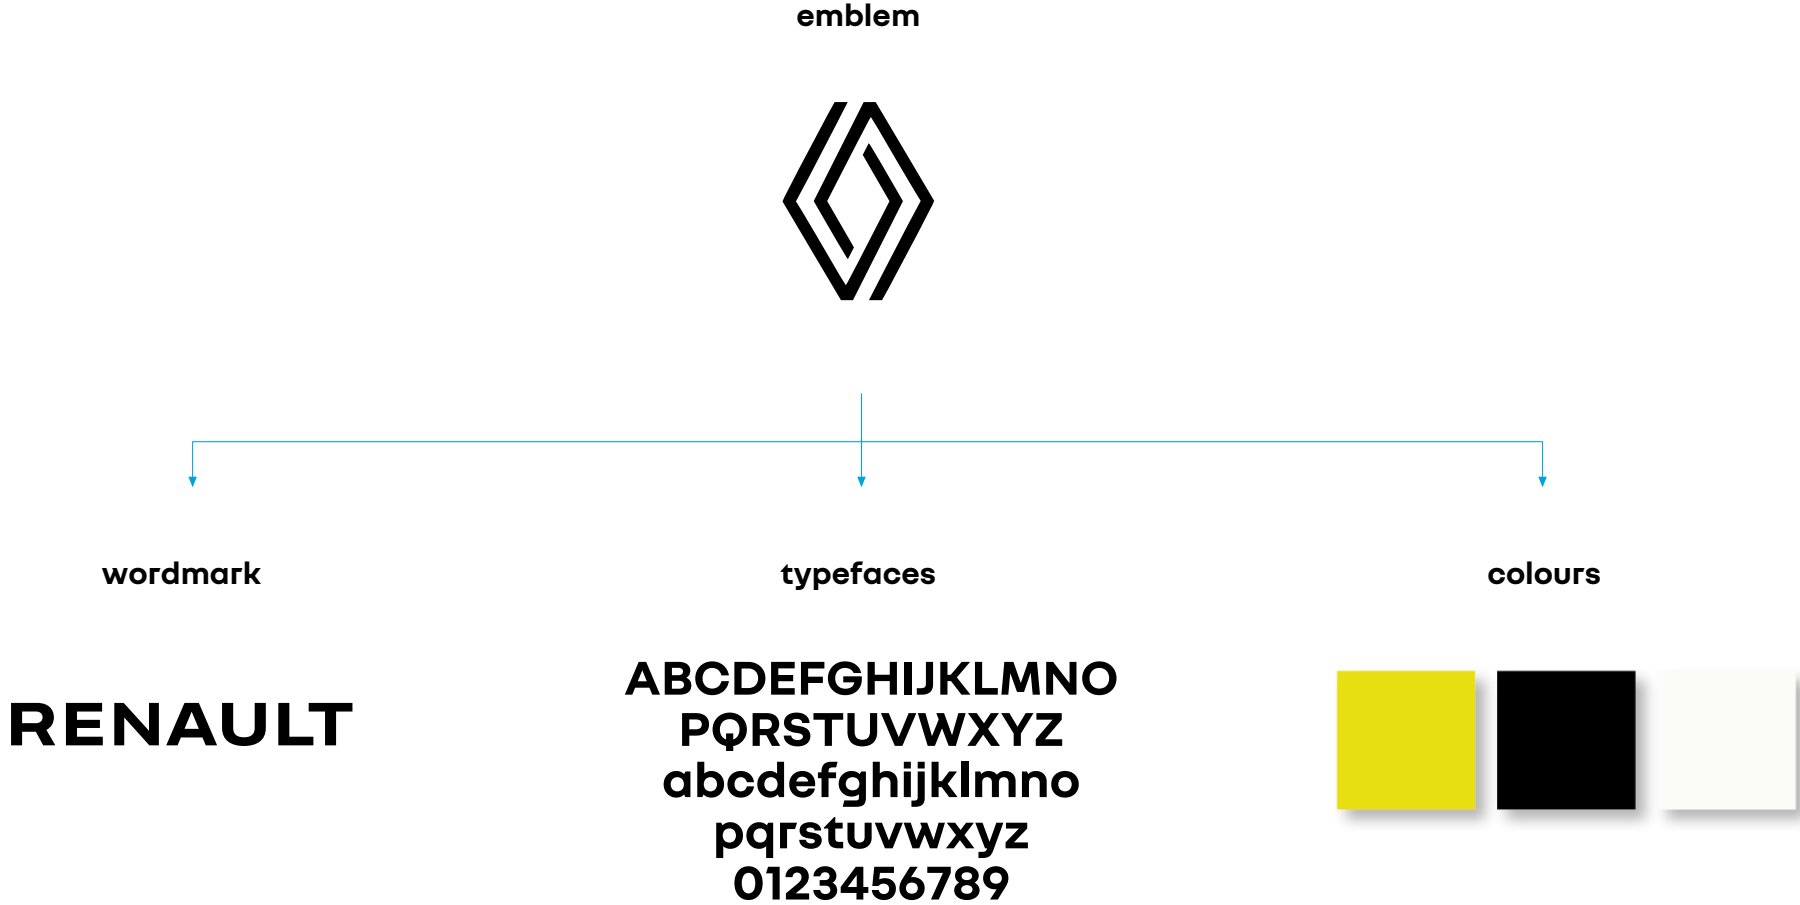 emblem
wordmark
typefaces
colours
RENAULT
ABCDEFGHIJKLMNO
PQRSTUVWXYZ
abcdefghijklmno
pqrstuvwxyz
0123456789